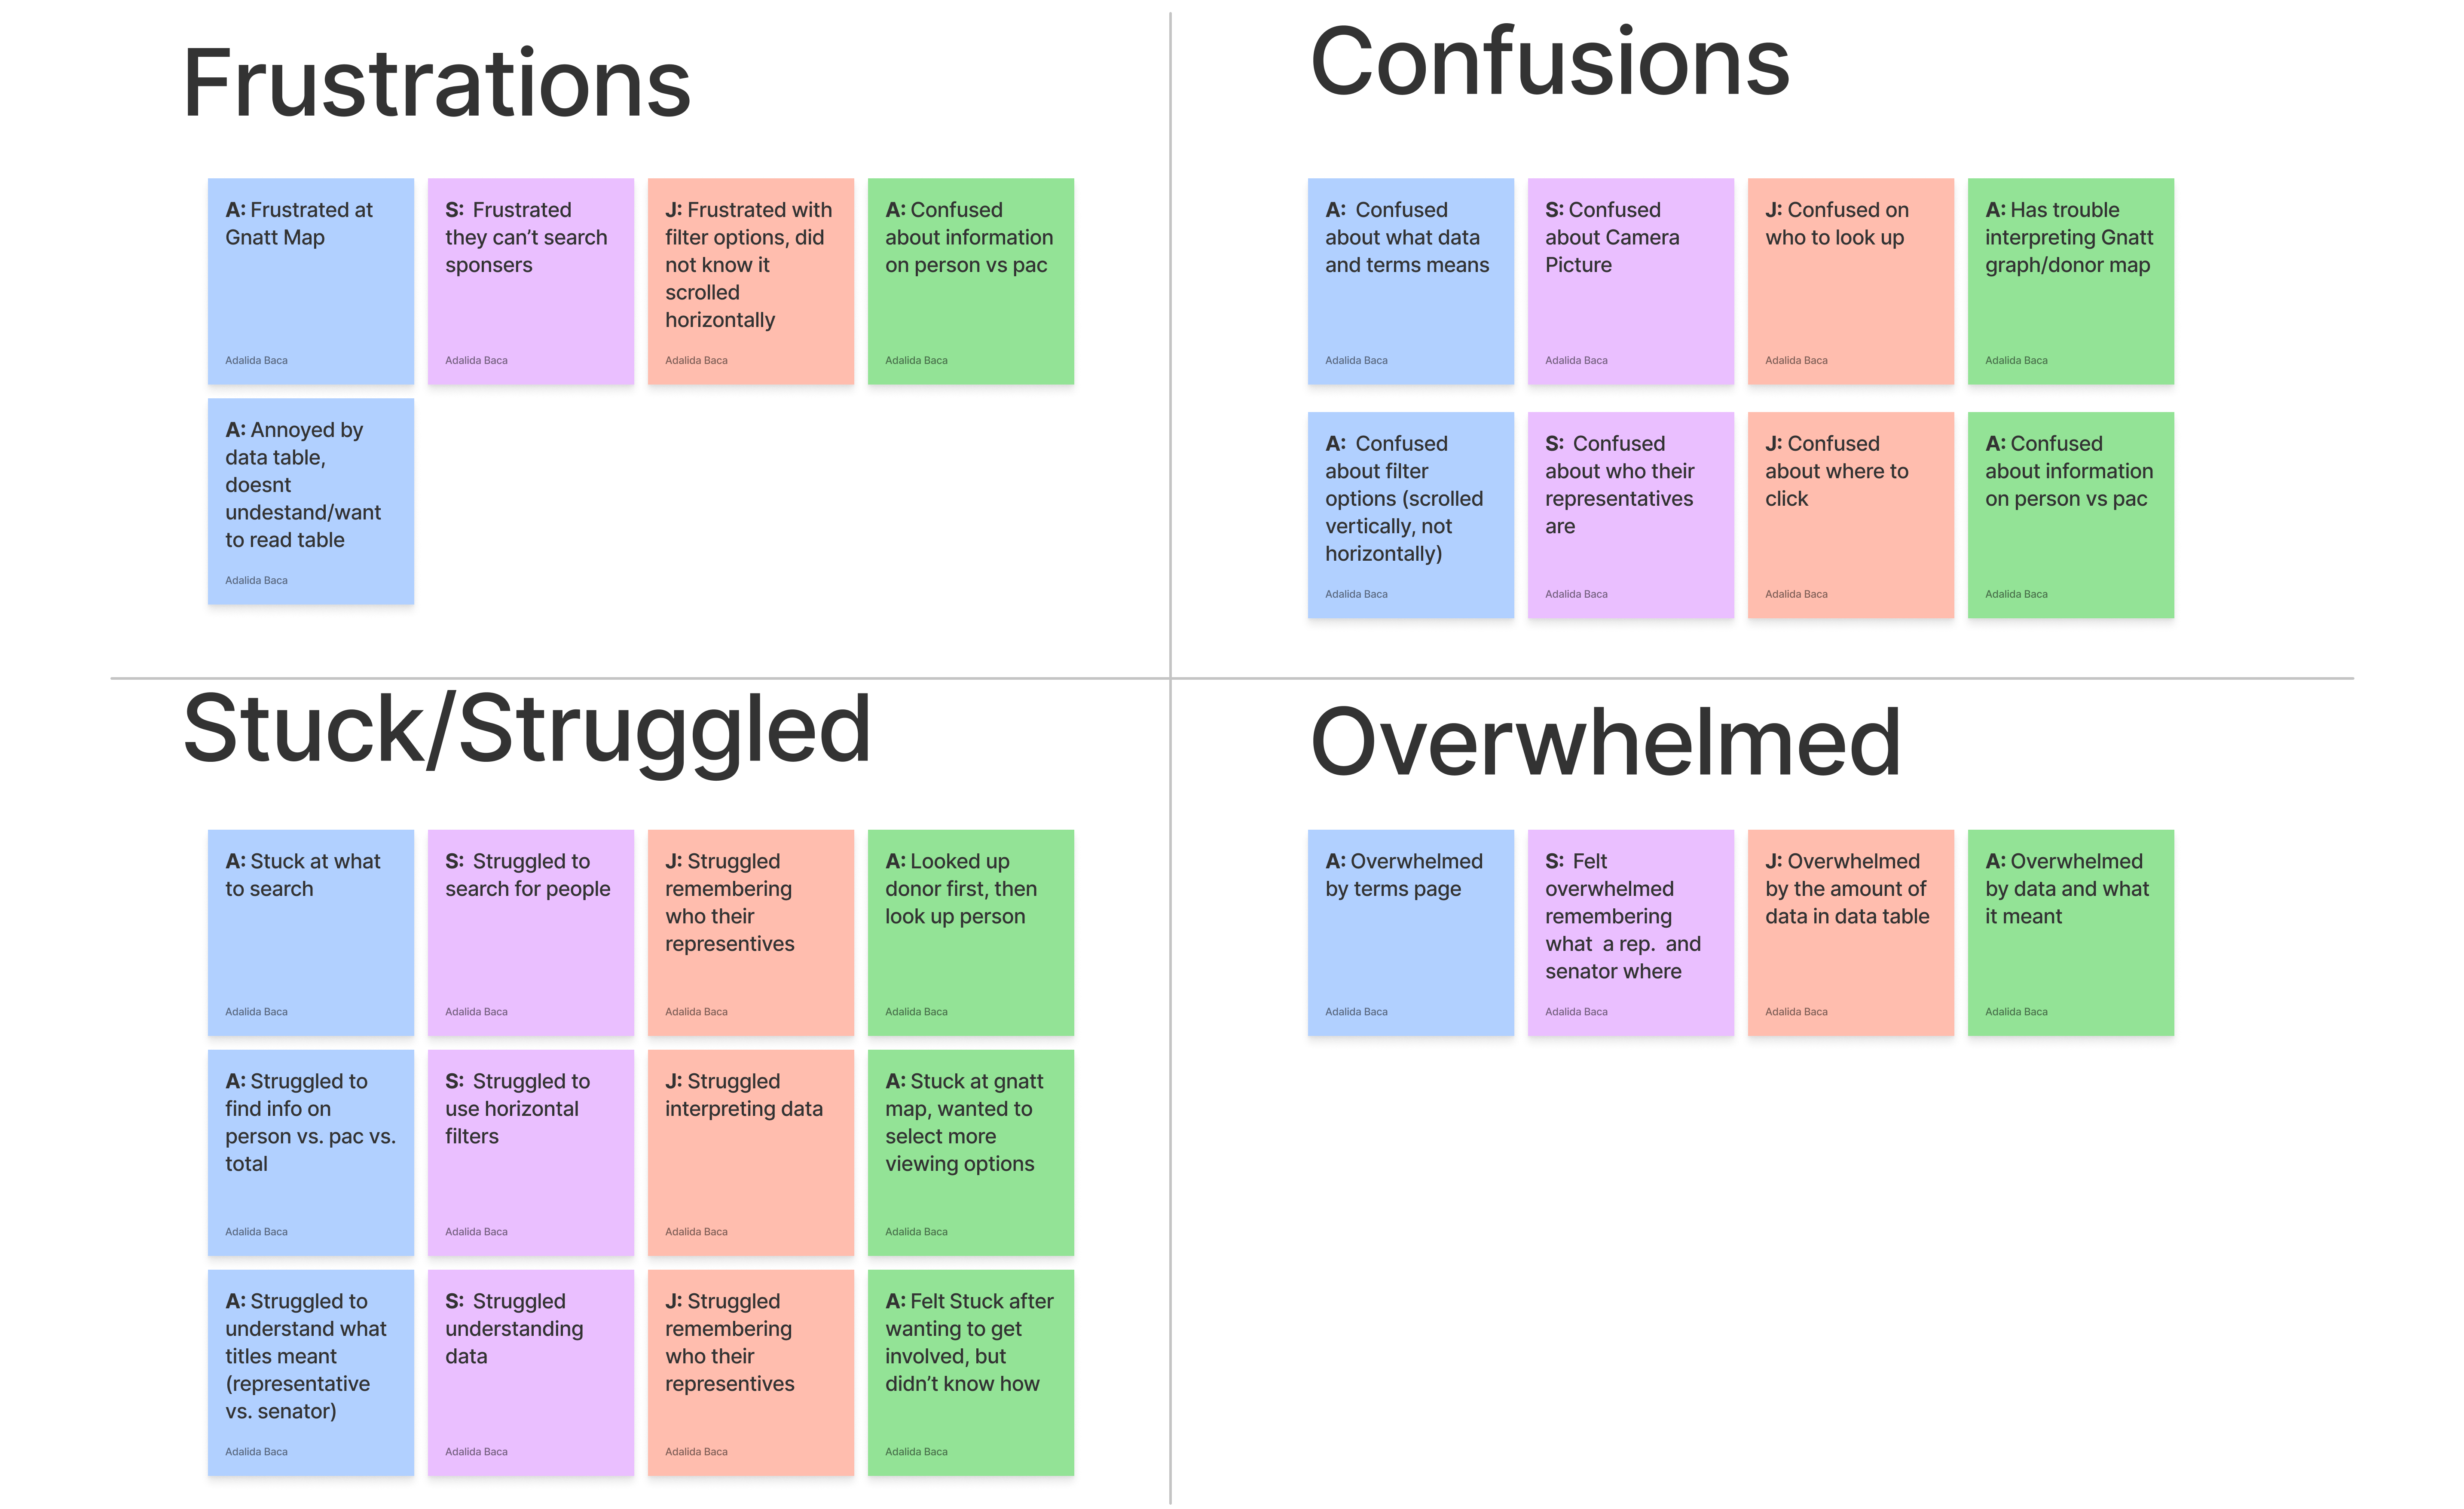 Frustrations
A: Frustrated at
Gnatt Map
Adalida Baca
S: Frustrated
they can't search
sponsers
Adalida Baca
J: Frustrated with
filter options, did
not know it
scrolled
horizontally
Adalida Baca
A: Confused
about information
on person vs pac
Adalida Baca
A: Annoyed by
data table,
doesnt
undestand/want
to read table
Adalida Baca
Confusions
A: Confused
about what data
and terms means
Adalida Baca
S: Confused
about Camera
Picture
Adalida Baca
J: Confused on
who to look up
Adalida Baca
A: Has trouble
interpreting Gnatt
graph/donor map
Adalida Baca
A: Confused
about filter
options (scrolled
vertically, not
horizontally)
Adalida Baca
S: Confused
about who their
representatives
are
Adalida Baca
J: Confused
about where to
click
Adalida Baca
A: Confused
about information
on person vs pac
Adalida Baca
Stuck/Struggled
A: Stuck at what
to search
Adalida Baca
S: Struggled to
search for people
Adalida Baca
J: Struggled
remembering
who their
representives
Adalida Baca
A: Looked up
donor first, then
look up person
Adalida Baca
A: Struggled to
find info on
person vs. pac vs.
total
Adalida Baca
S: Struggled to
use horizontal
filters
Adalida Baca
J: Struggled
interpreting data
Adalida Baca
A: Stuck at gnatt
map, wanted to
select more
viewing options
Adalida Baca
A: Struggled to
understand what
titles meant
(representative
vs. senator)
Adalida Baca
S: Struggled
understanding
data
Adalida Baca
J: Struggled
remembering
who their
representives
Adalida Baca
A: Felt Stuck after
wanting to get
involved, but
didn't know how
Adalida Baca
Overwhelmed
A: Overwhelmed
by terms page
Adalida Baca
S: Felt
overwhelmed
remembering
what a rep. and
senator where
Adalida Baca
J: Overwhelmed
by the amount of
data in data table
Adalida Baca
A: Overwhelmed
by data and what
it meant
Adalida Baca